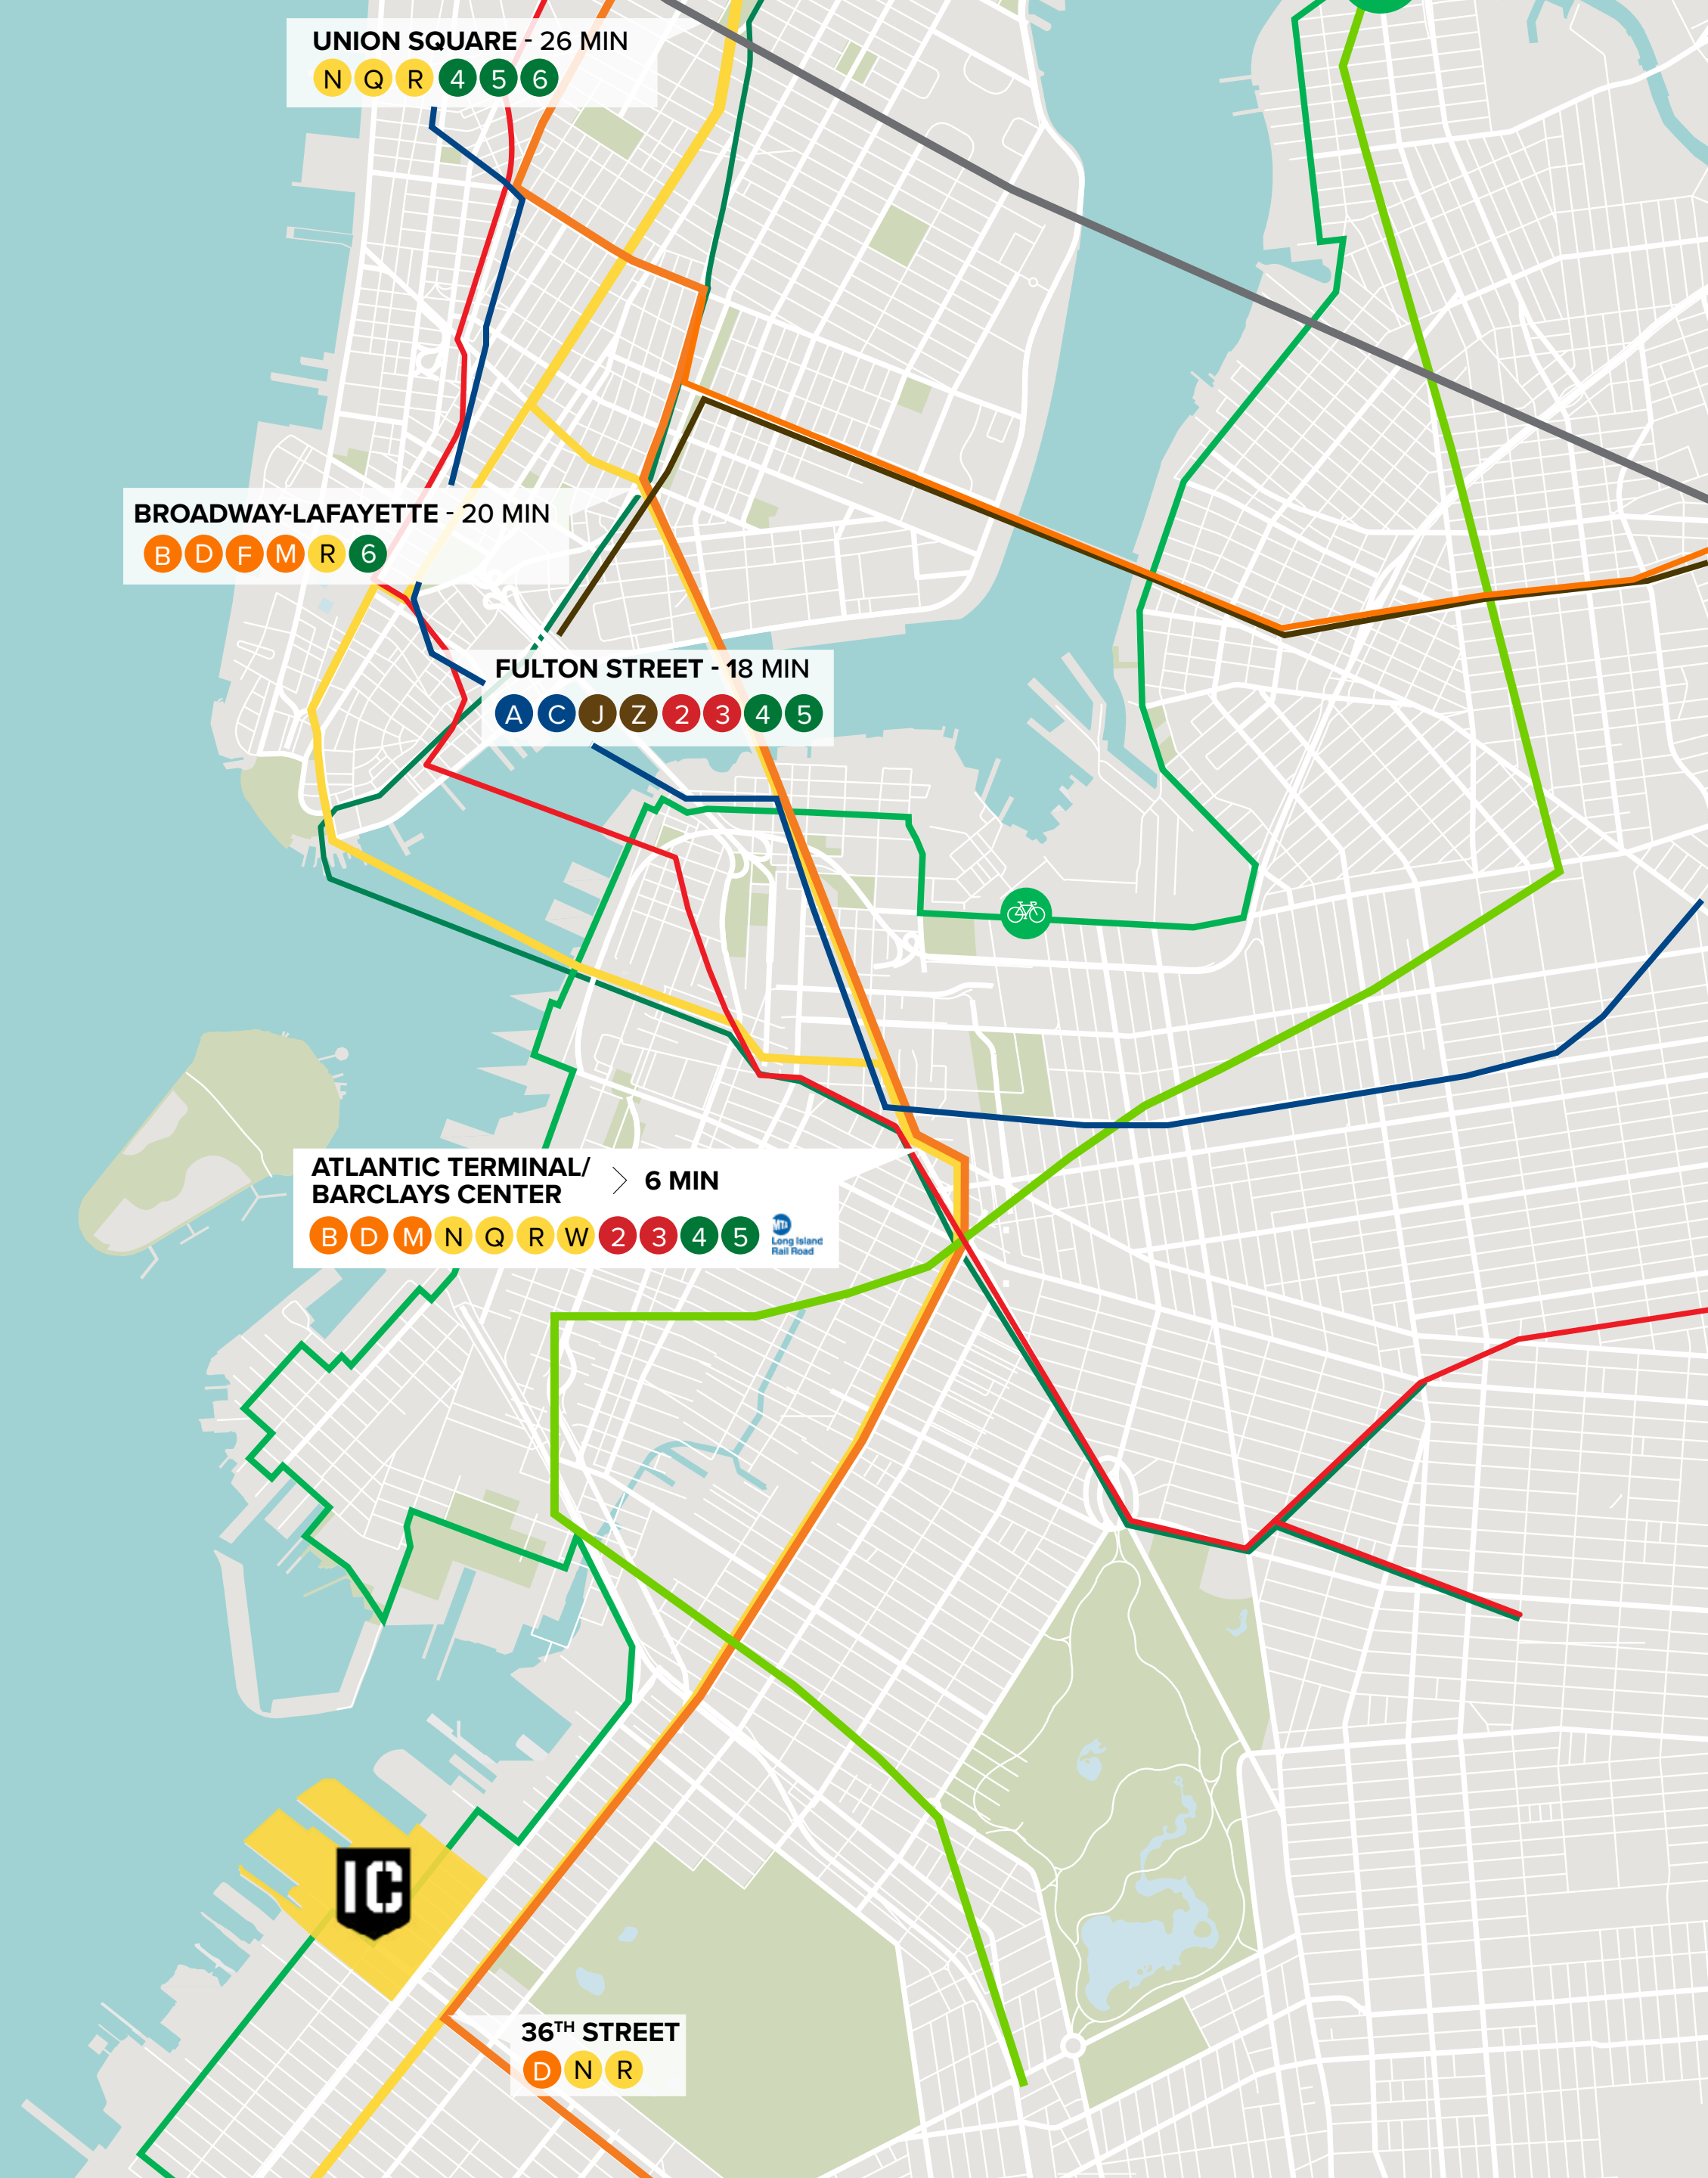 UNION SQUARE - 26 MIN
N Q R 4 5 6
BROADWAY-LAFAYETTE - 20 MIN
B D F M R 6
FULTON STREET - 18 MIN
A C J Z 2 3 4 5
ATLANTIC TERMINAL/
BARCLAYS CENTER > 6 MIN
B D M N Q R W 2 3 4 5
MTA
Long Island
Rail Road
IC
36TH STREET
D N R